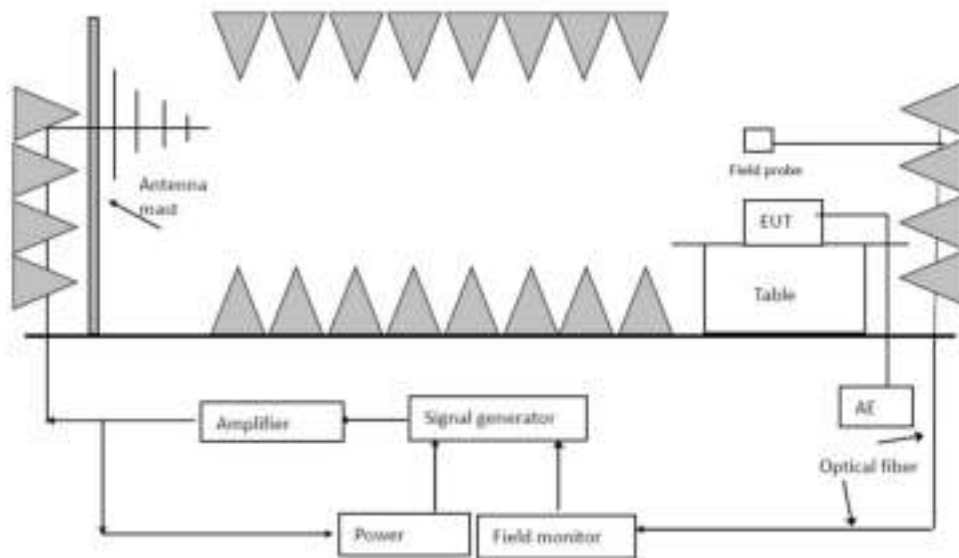 Antenna
mast
Field probe
EUT
Table
AE
Signal generator
Amplifier
Optical fiber
Power
Field monitor